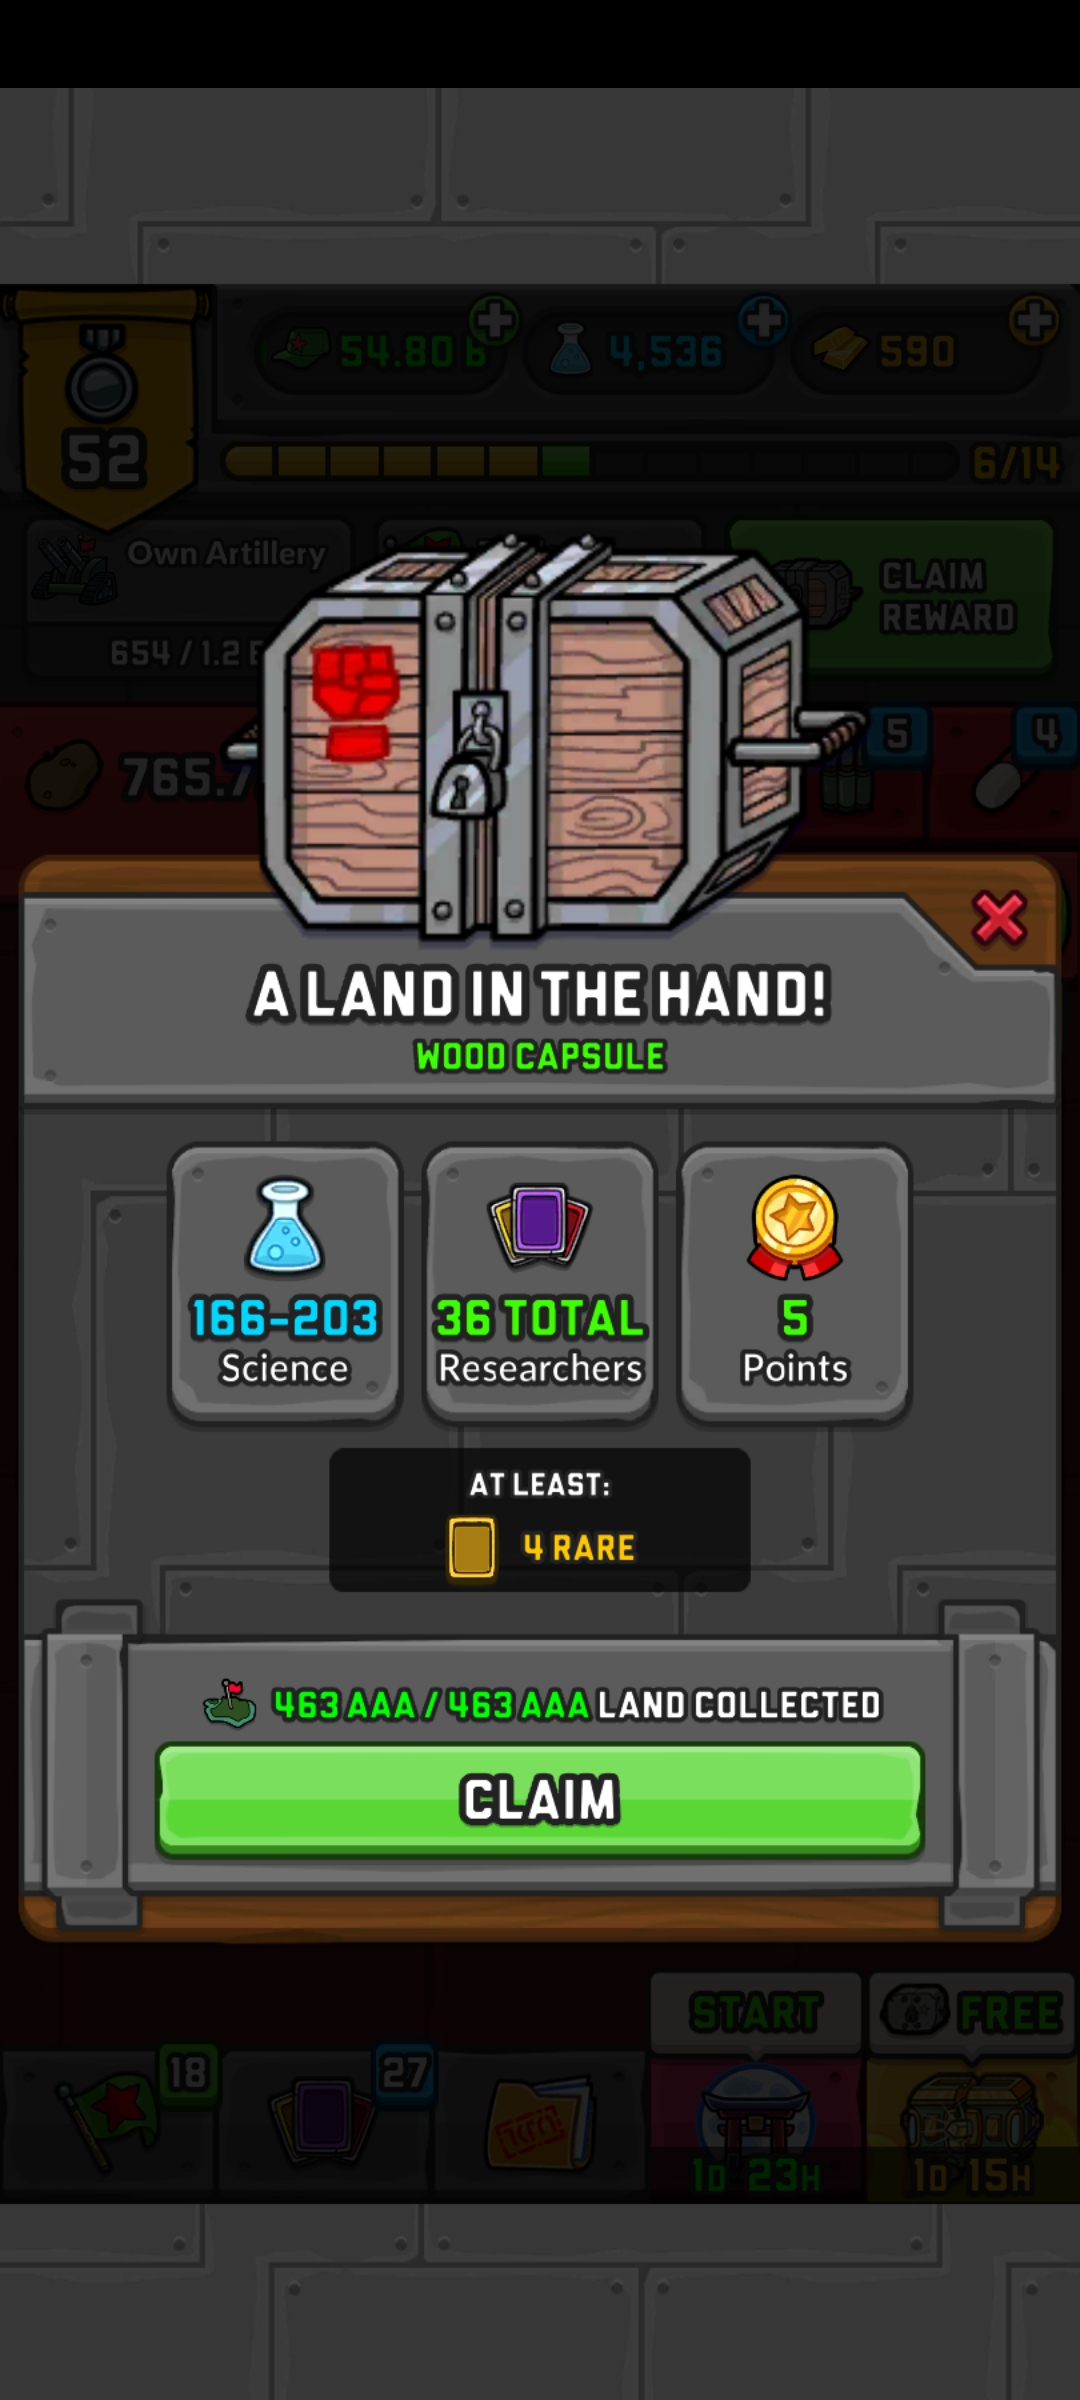 54.80 B
4,536
590
52
6/14
Own Artillery
CLAIM
REWARD
654 / 1.2
765.7
5
4
A LAND IN THE HAND!
WOOD CAPSULE
166-203
Science
36 TOTAL
Researchers
5
Points
AT LEAST:
4 RARE
463 AAA / 463 AAA LAND COLLECTED
CLAIM
START
FREE
18
27
1D 23H
1D 15H